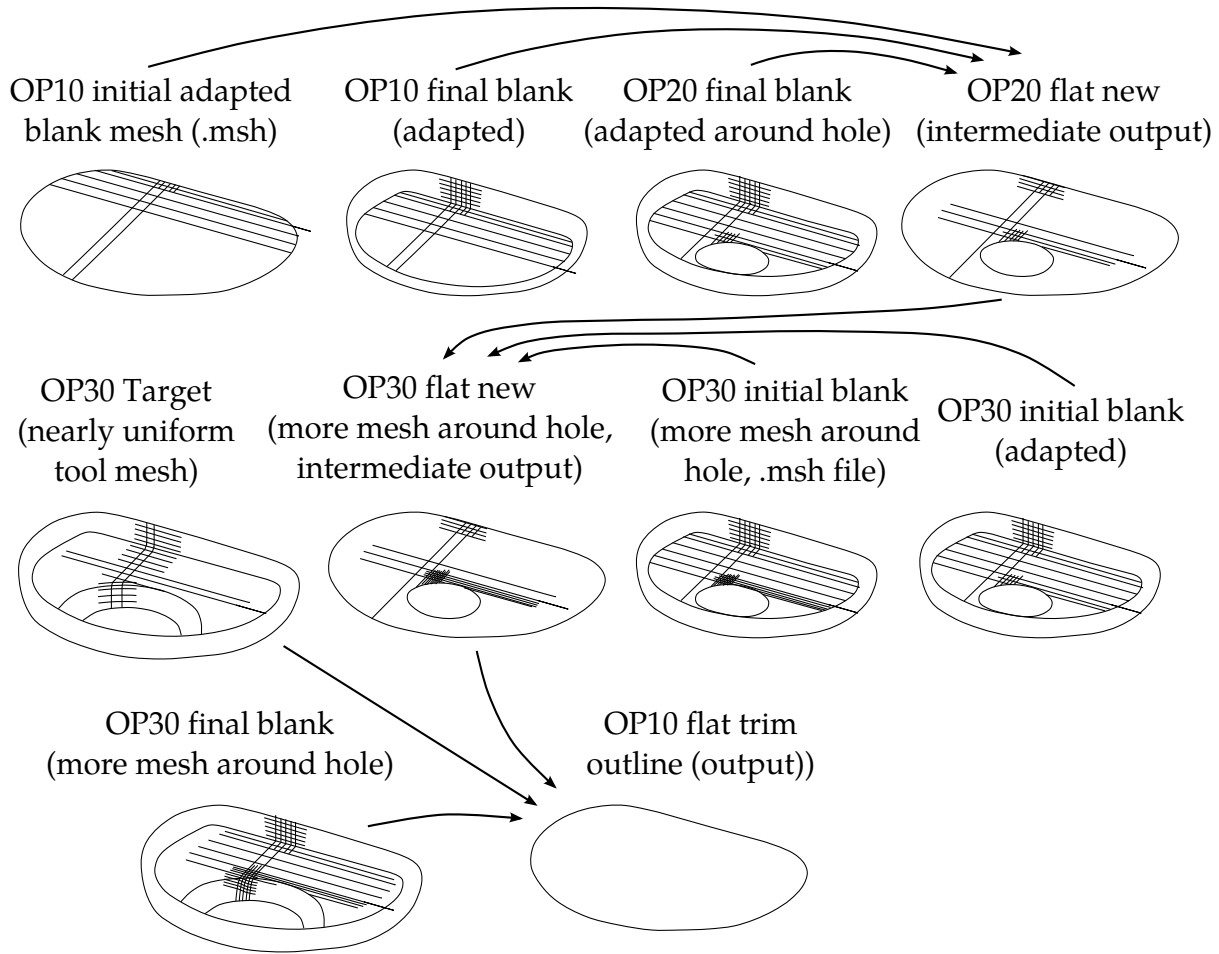 OP10 initial adapted
blank mesh (.msh)
OP10 final blank
(adapted)
OP20 final blank
(adapted around hole)
OP20 flat new
(intermediate output)
OP30 Target
(nearly uniform
tool mesh)
OP30 flat new
(more mesh around hole,
intermediate output)
OP30 initial blank
(more mesh around
hole, .msh file)
OP30 initial blank
(adapted)
OP30 final blank
(more mesh around hole)
OP10 flat trim
outline (output))